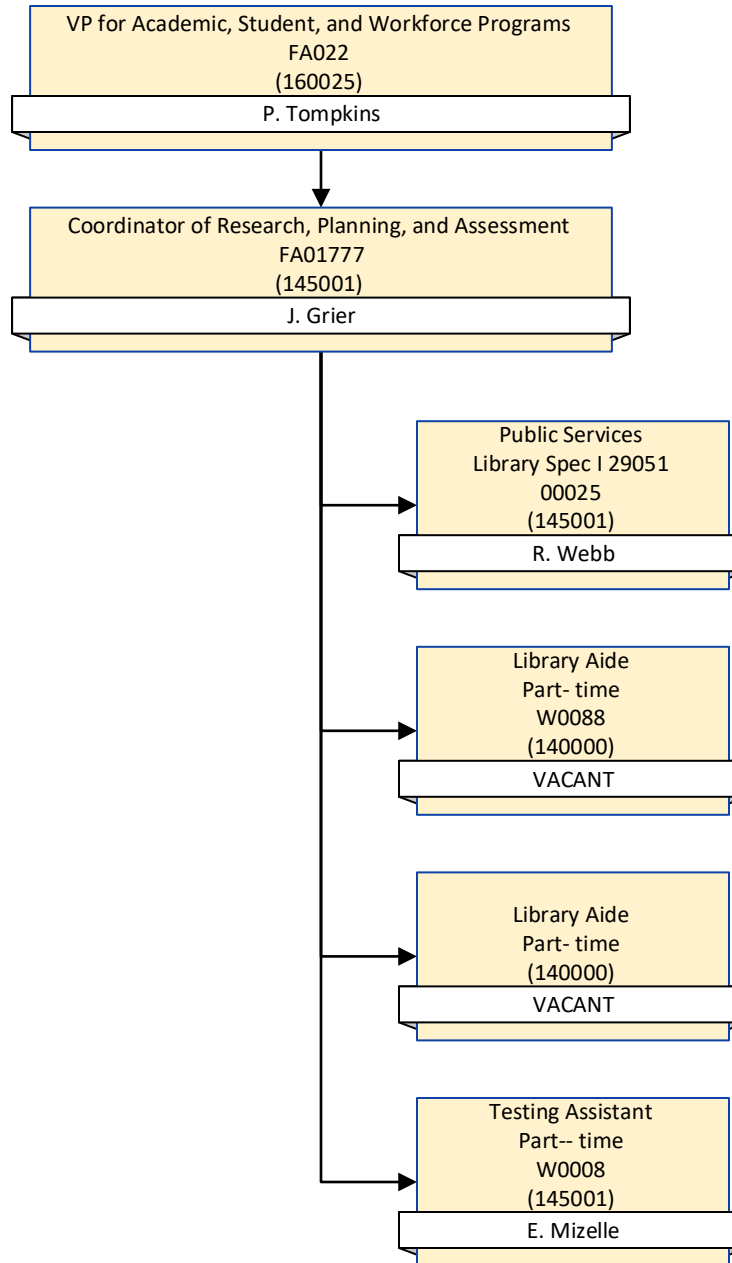 VP for Academic, Student, and Workforce Programs
FA022
(160025)
P. Tompkins
Coordinator of Research, Planning, and Assessment
FA01777
(145001)
J. Grier
Public Services
Library Spec I 29051
00025
(145001)
R. Webb
Library Aide
Part- time
W0088
(140000)
VACANT
Library Aide
Part- time
(140000)
VACANT
Testing Assistant
Part-- time
W0008
(145001)
E. Mizelle